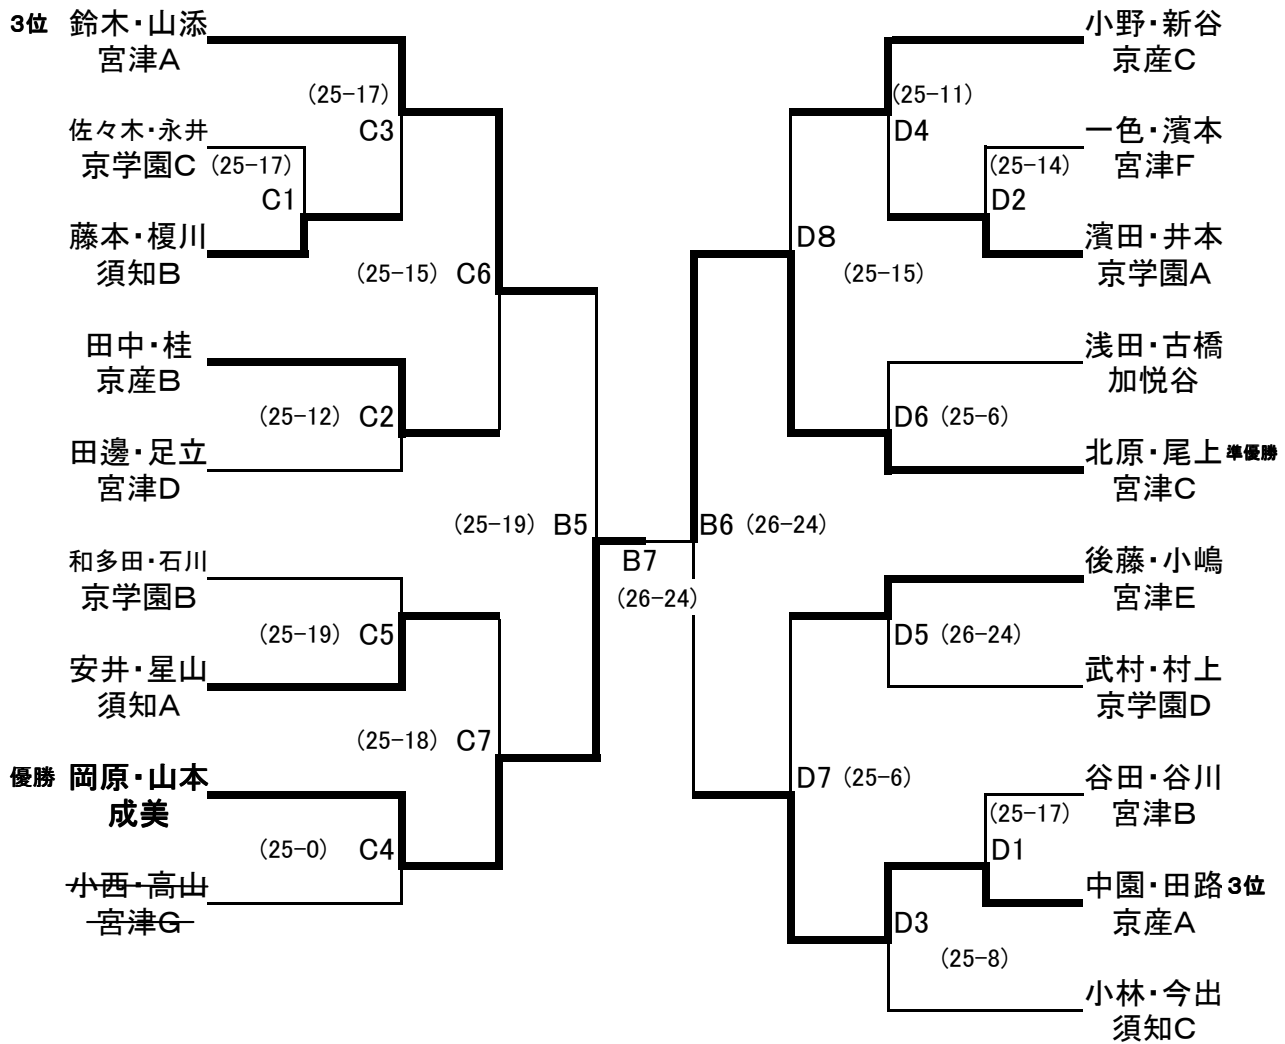 3位 鈴木・山添
宮津A
(25-17)
C3
佐々木・永井
京学園C (25-17)
C1
藤本・榎川
須知B
(25-15) C6
田中・桂
京産B
(25-12) C2
田邊・足立
宮津D
(25-19) B5
和多田・石川
京学園B
(25-19) C5
安井・星山
須知A
(25-18) C7
優勝 岡原・山本
成美
(25-0) C4
小西・高山
宮津G
B7
(26-24)
小野・新谷
京産C
(25-11)
D4
一色・濱本
(25-14) 宮津F
D2
濱田・井本
京学園A
D8
(25-15)
浅田・古橋
加悦谷
D6 (25-6)
北原・尾上 準優勝
宮津C
B6 (26-24)
後藤・小嶋
宮津E
D5 (26-24)
武村・村上
京学園D
D7 (25-6)
谷田・谷川
(25-17) 宮津B
D1
中園・田路 3位
京産A
D3
(25-8)
小林・今出
須知C